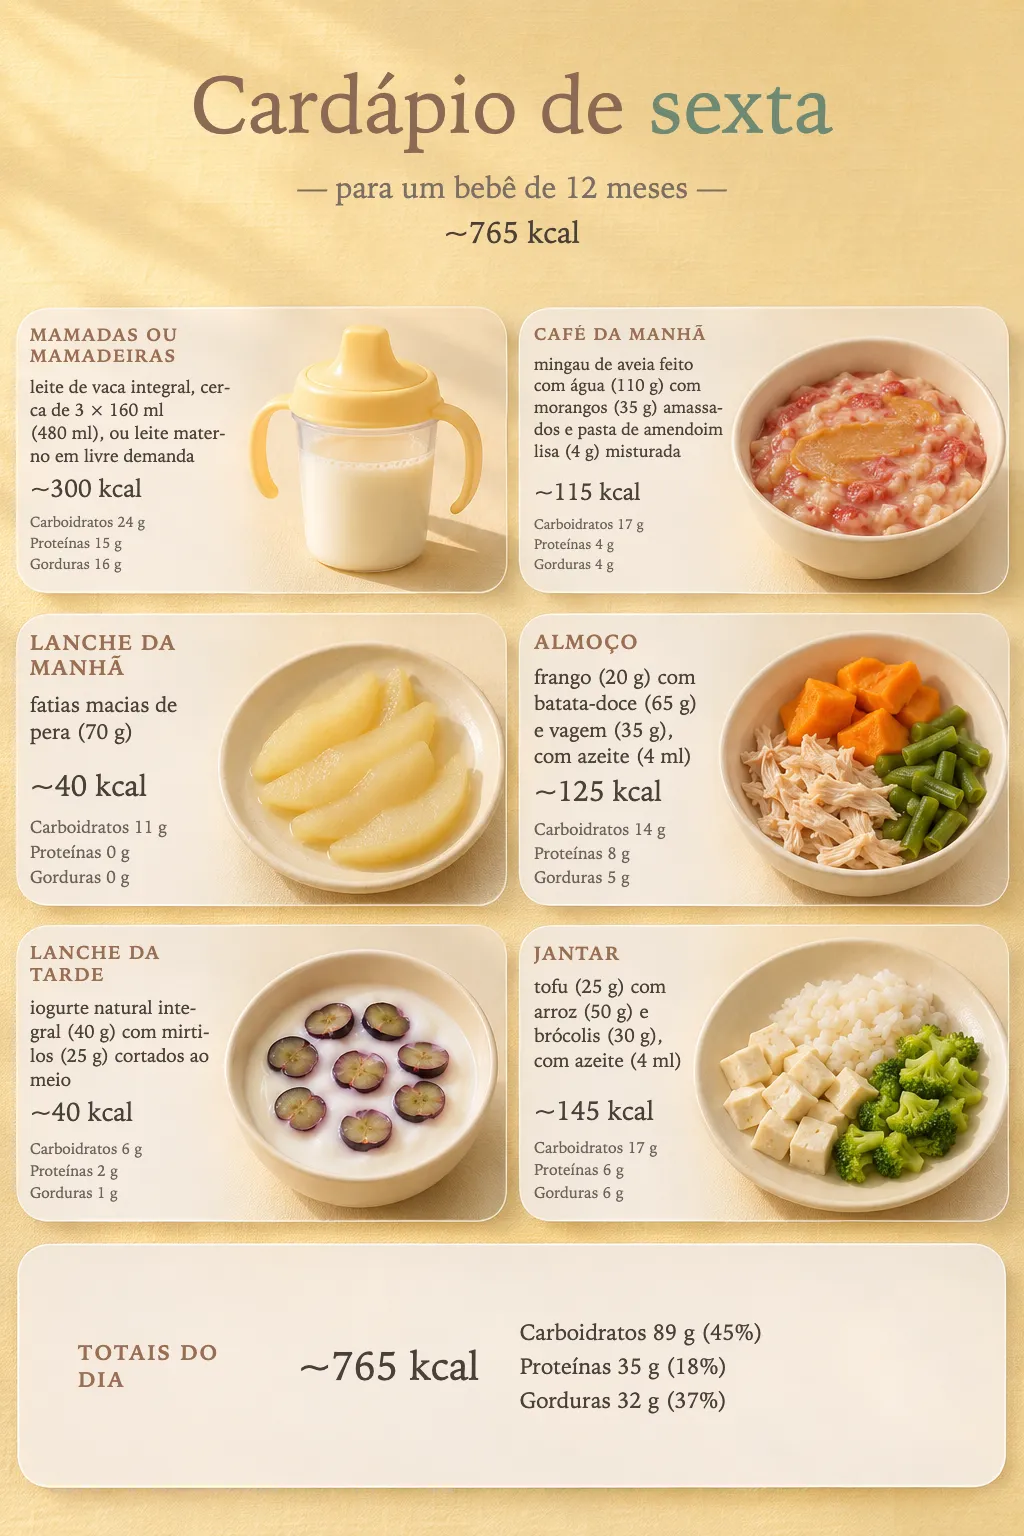 Cardápio de sexta
— para um bebê de 12 meses —
~765 kcal
MAMADAS OU
MAMADEIRAS
leite de vaca integral, cer-
ca de 3 × 160 ml
(480 ml), ou leite mater-
no em livre demanda
~300 kcal
Carboidratos 24 g
Proteínas 15 g
Gorduras 16 g
CAFÉ DA MANHÃ
mingau de aveia feito
com água (110 g) com
morangos (35 g) amassa-
dos e pasta de amendoim
lisa (4 g) misturada
~115 kcal
Carboidratos 17 g
Proteínas 4 g
Gorduras 4 g
LANCHE DA
MANHÃ
fatias macias de
pera (70 g)
~40 kcal
Carboidratos 11 g
Proteínas 0 g
Gorduras 0 g
ALMOÇO
frango (20 g) com
batata-doce (65 g)
e vagem (35 g),
com azeite (4 ml)
~125 kcal
Carboidratos 14 g
Proteínas 8 g
Gorduras 5 g
LANCHE DA
TARDE
iogurte natural inte-
gral (40 g) com mirti-
los (25 g) cortados ao
meio
~40 kcal
Carboidratos 6 g
Proteínas 2 g
Gorduras 1 g
JANTAR
tofu (25 g) com
arroz (50 g) e
brócolis (30 g),
com azeite (4 ml)
~145 kcal
Carboidratos 17 g
Proteínas 6 g
Gorduras 6 g
TOTAIS DO
DIA
~765 kcal
Carboidratos 89 g (45%)
Proteínas 35 g (18%)
Gorduras 32 g (37%)